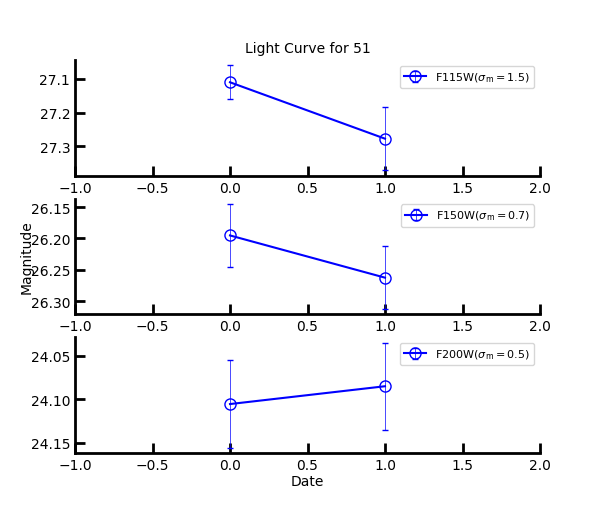 Light Curve for 51
F115W(σm = 1.5)
27.1
27.2
27.3
−1.0 −0.5 0.0 0.5 1.0 1.5 2.0
F150W(σm = 0.7)
26.15
26.20
26.25
26.30
Magnitude
−1.0 −0.5 0.0 0.5 1.0 1.5 2.0
F200W(σm = 0.5)
24.05
24.10
24.15
−1.0 −0.5 0.0 0.5 1.0 1.5 2.0
Date